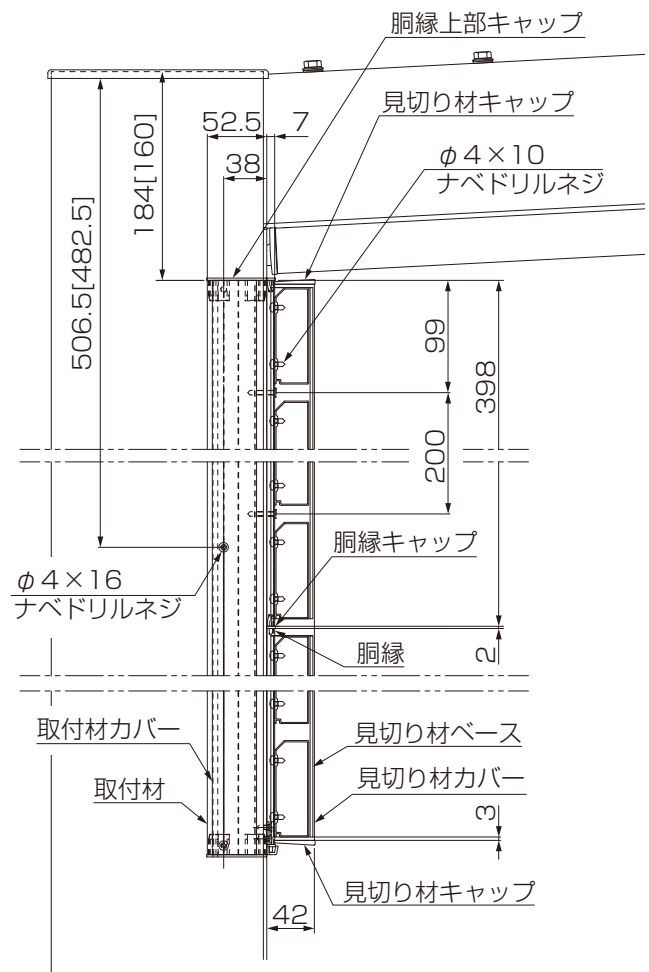 胴縁上部キャップ
見切り材キャップ
52.5
7
φ4×10
ナベドリルネジ
38
184[160]
506.5[482.5]
99
398
200
胴縁キャップ
φ4×16
ナベドリルネジ
胴縁
2
取付材カバー
見切り材ベース
取付材
見切り材カバー
3
見切り材キャップ
42